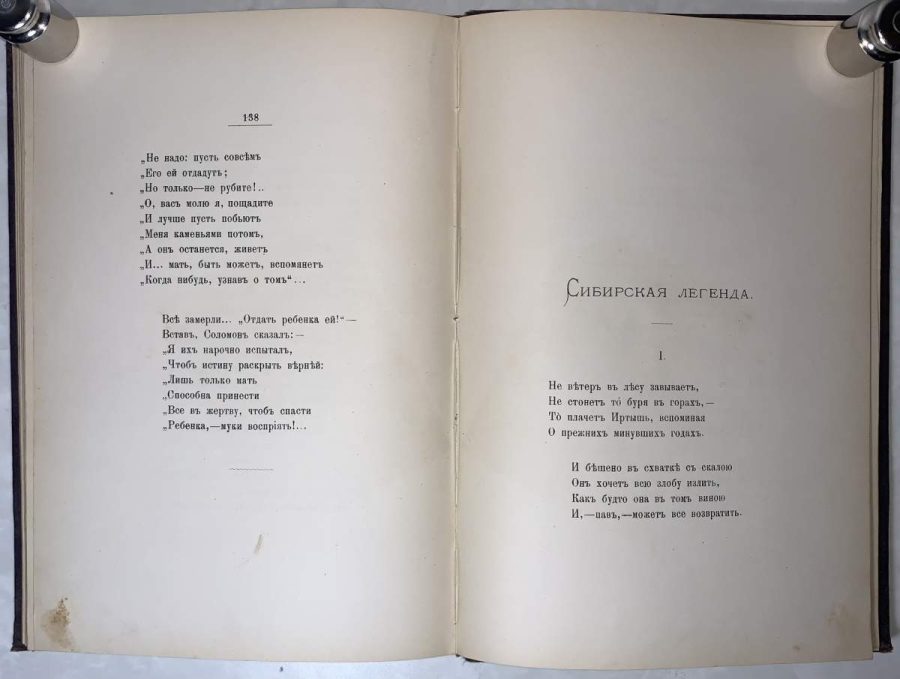 138
„Не надо: пусть совсѣмъ
„Его ей отдадутъ;
„Но только—не рубите!..
„О, васъ молю я, пощадите
„И лучше пусть побьютъ
„Меня каменьями потомъ,
„А онъ останется, живетъ
„И... мать, быть можетъ, вспомянетъ
„Когда нибудь, узнавъ о томъ“...
Всѣ замерли... „Отдать ребенка ей!“—
Вставъ, Соломонъ сказалъ:—
„Я ихъ нарочно испыталъ,
„Чтобъ истину раскрыть вѣрнѣй:
„Лишь только мать
„Способна принести
„Все въ жертву, чтобъ спасти
„Ребенка,—муки воспріять!...
Сибирская легенда.
I.
Не вѣтеръ въ лѣсу завываетъ,
Не стонетъ то́ буря въ горахъ,—
То̀ плачетъ Иртышь, вспоминая
О прежнихъ минувшихъ годахъ.
И бѣшено въ схваткѣ съ скалою
Онъ хочетъ всю злобу излить,
Какъ будто она въ томъ виною
И,—павъ,—можетъ все возвратить.